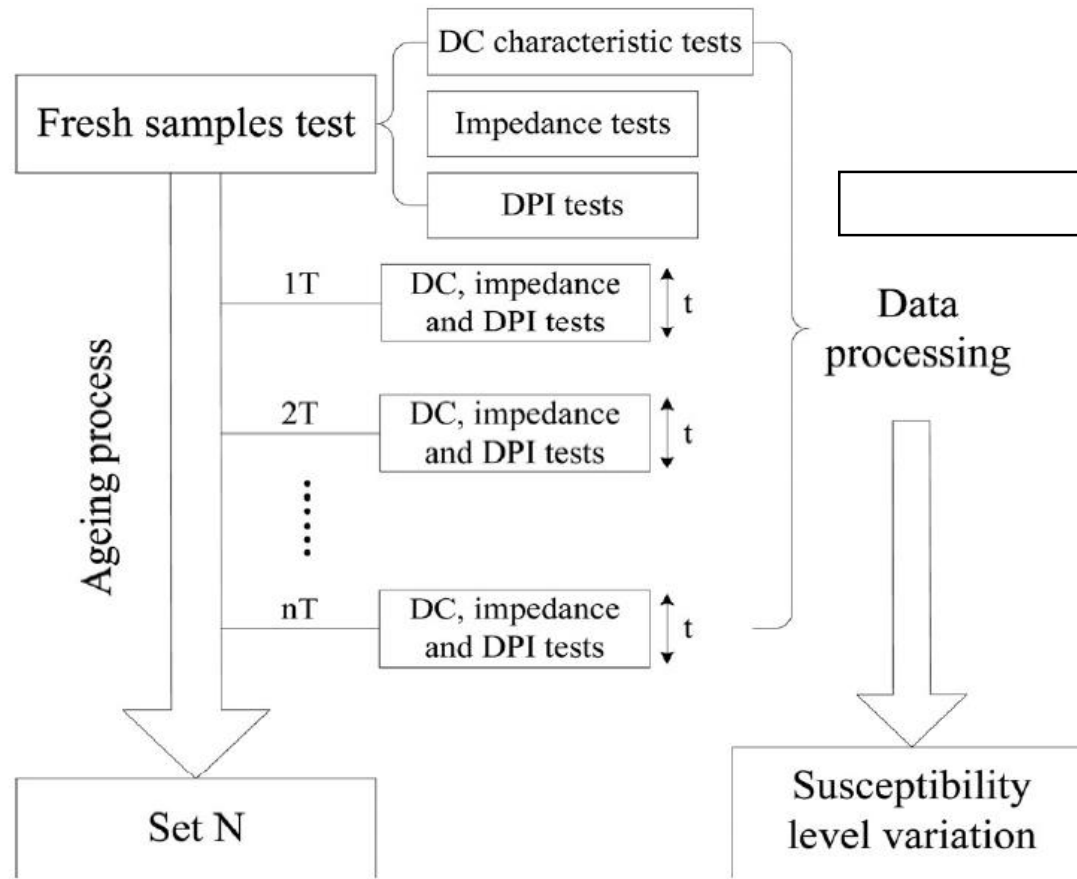 DC characteristic tests
Fresh samples test
Impedance tests
DPI tests
1T
DC, impedance
and DPI tests
t
2T
DC, impedance
and DPI tests
t
nT
DC, impedance
and DPI tests
t
Ageing process
Data
processing
Set N
Susceptibility
level variation